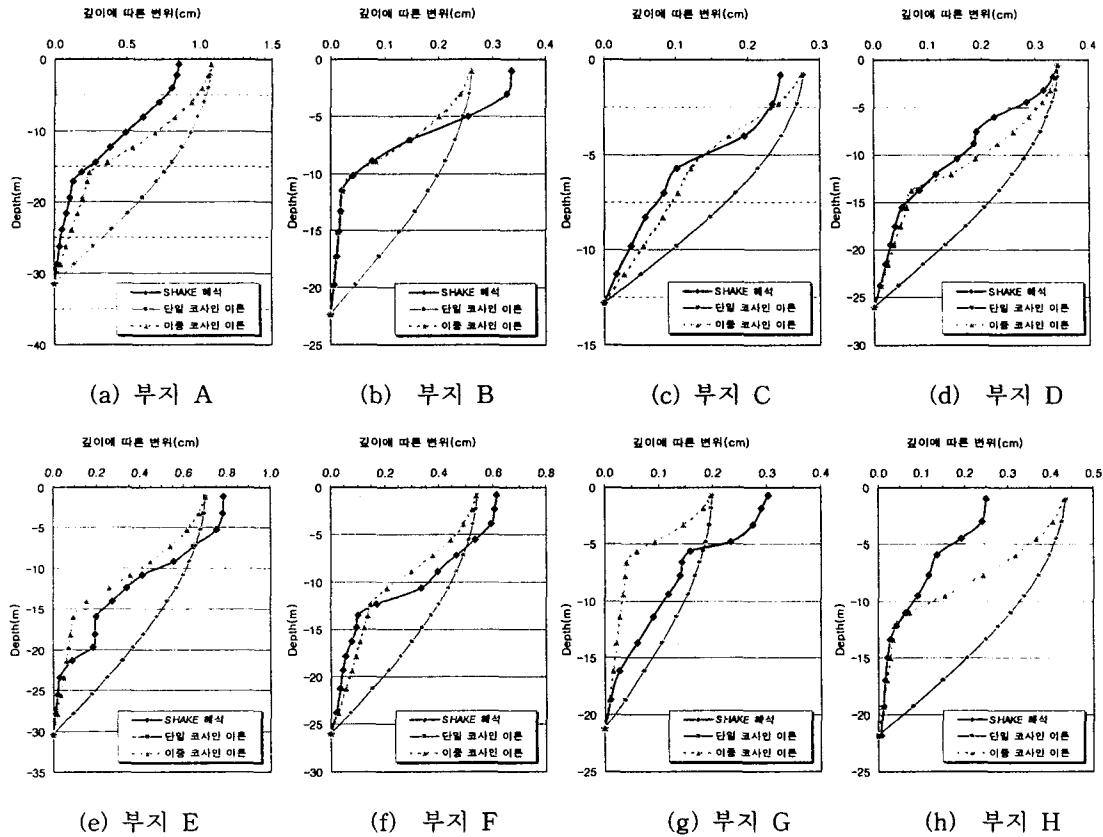 깊이에 따른 변위(cm)
0.0 0.5 1.0 1.5
0
-10
-20
-30
-40
Depth(m)
SHAKE 해석
단일 코사인 이론
이중 코사인 이론
(a) 부지 A
깊이에 따른 변위(cm)
0.0 0.1 0.2 0.3 0.4
0
-5
-10
-15
-20
-25
Depth(m)
SHAKE 해석
단일 코사인 이론
이중 코사인 이론
(b) 부지 B
깊이에 따른 변위(cm)
0.0 0.1 0.2 0.3
0
-5
-10
-15
Depth(m)
SHAKE 해석
단일 코사인 이론
이중 코사인 이론
(c) 부지 C
깊이에 따른 변위(cm)
0.0 0.1 0.2 0.3 0.4
0
-5
-10
-15
-20
-25
-30
Depth(m)
SHAKE 해석
단일 코사인 이론
이중 코사인 이론
(d) 부지 D
깊이에 따른 변위(cm)
0.0 0.2 0.4 0.6 0.8 1.0
0
-5
-10
-15
-20
-25
-30
-35
Depth(m)
SHAKE 해석
단일 코사인 이론
이중 코사인 이론
(e) 부지 E
깊이에 따른 변위(cm)
0.0 0.2 0.4 0.6 0.8
0
-5
-10
-15
-20
-25
-30
Depth(m)
SHAKE 해석
단일 코사인 이론
이중 코사인 이론
(f) 부지 F
깊이에 따른 변위(cm)
0.0 0.1 0.2 0.3 0.4
0
-5
-10
-15
-20
-25
Depth(m)
SHAKE 해석
단일 코사인 이론
이중 코사인 이론
(g) 부지 G
깊이에 따른 변위(cm)
0.0 0.1 0.2 0.3 0.4 0.5
0
-5
-10
-15
-20
-25
Depth(m)
SHAKE 해석
단일 코사인 이론
이중 코사인 이론
(h) 부지 H